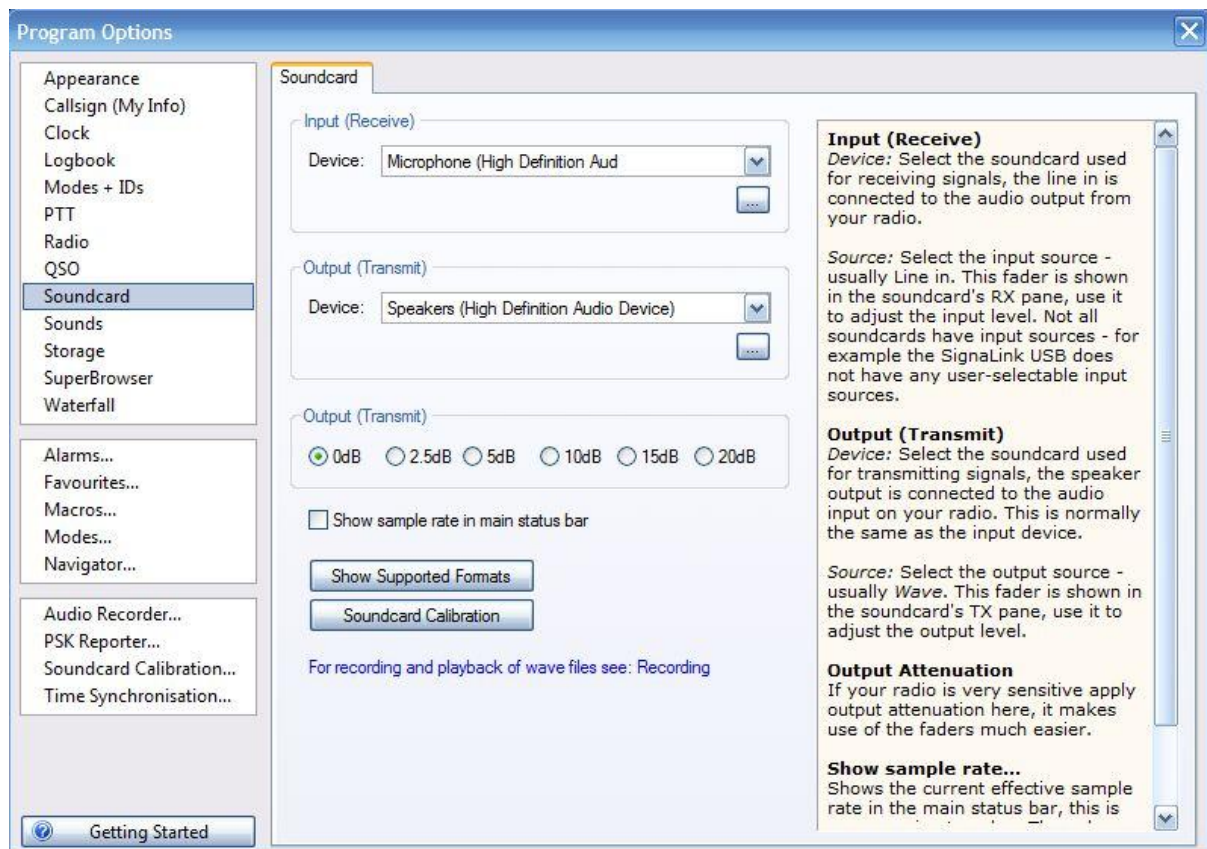 Program Options
Appearance
Callsign (My Info)
Clock
Logbook
Modes + IDs
PTT
Radio
QSO
Soundcard
Sounds
Storage
SuperBrowser
Waterfall
Alarms...
Favourites...
Macros...
Modes...
Navigator...
Audio Recorder...
PSK Reporter...
Soundcard Calibration...
Time Synchronisation...
Getting Started
Soundcard
Input (Receive)
Device: Microphone (High Definition Aud
...
Output (Transmit)
Device: Speakers (High Definition Audio Device)
...
Output (Transmit)
0dB 2.5dB 5dB 10dB 15dB 20dB
Show sample rate in main status bar
Show Supported Formats
Soundcard Calibration
For recording and playback of wave files see: Recording
Input (Receive)
Device: Select the soundcard used
for receiving signals, the line in is
connected to the audio output from
your radio.
Source: Select the input source -
usually Line in. This fader is shown
in the soundcard's RX pane, use it
to adjust the input level. Not all
soundcards have input sources - for
example the SignaLink USB does
not have any user-selectable input
sources.
Output (Transmit)
Device: Select the soundcard used
for transmitting signals, the speaker
output is connected to the audio
input on your radio. This is normally
the same as the input device.
Source: Select the output source -
usually Wave. This fader is shown in
the soundcard's TX pane, use it to
adjust the output level.
Output Attenuation
If your radio is very sensitive apply
output attenuation here, it makes
use of the faders much easier.
Show sample rate...
Shows the current effective sample
rate in the main status bar, this is